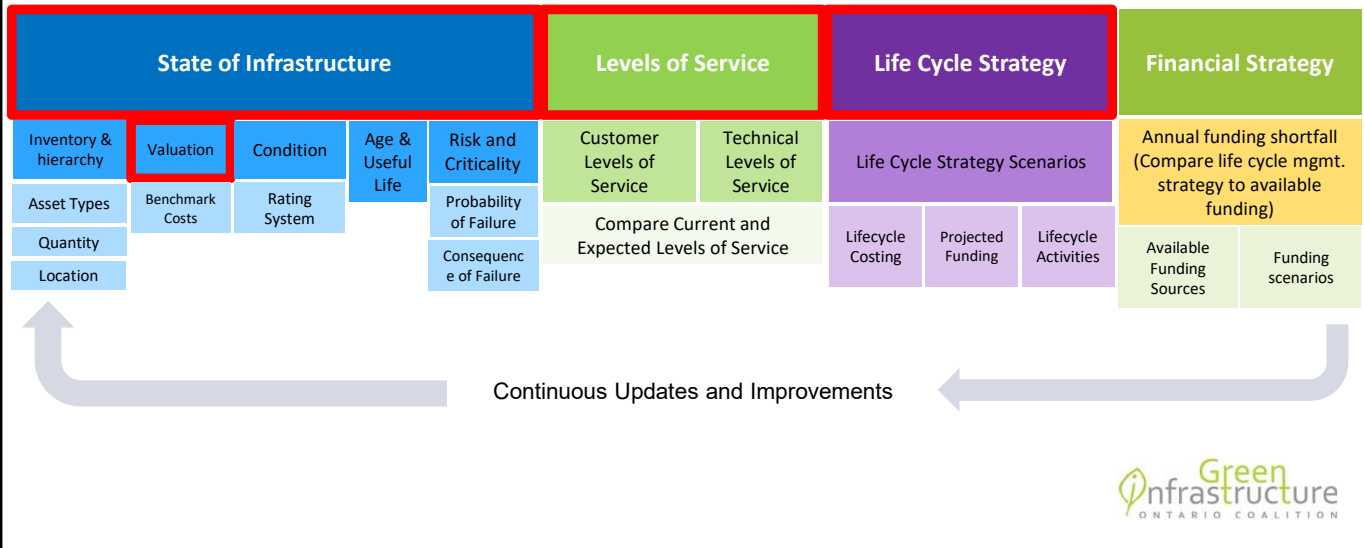 State of Infrastructure
Levels of Service
Life Cycle Strategy
Financial Strategy
Inventory &
hierarchy
Asset Types
Quantity
Location
Valuation
Benchmark
Costs
Condition
Rating
System
Age &
Useful
Life
Risk and
Criticality
Probability
of Failure
Consequenc
e of Failure
Customer
Levels of
Service
Technical
Levels of
Service
Compare Current and
Expected Levels of Service
Life Cycle Strategy Scenarios
Lifecycle
Costing
Projected
Funding
Lifecycle
Activities
Annual funding shortfall
(Compare life cycle mgmt.
strategy to available
funding)
Available
Funding
Sources
Funding
scenarios
Continuous Updates and Improvements
Green
infrastructure
ONTARIO COALITION